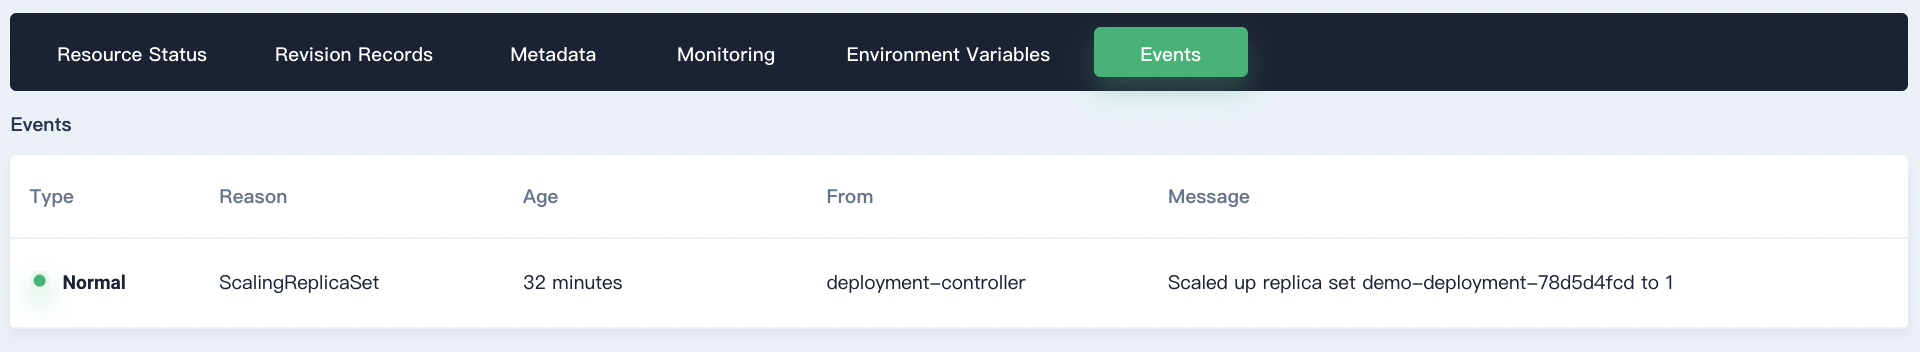 Resource Status Revision Records Metadata Monitoring Environment Variables Events
Events
Type Reason Age From Message
Normal ScalingReplicaSet 32 minutes deployment-controller Scaled up replica set demo-deployment-78d5d4fcd to 1